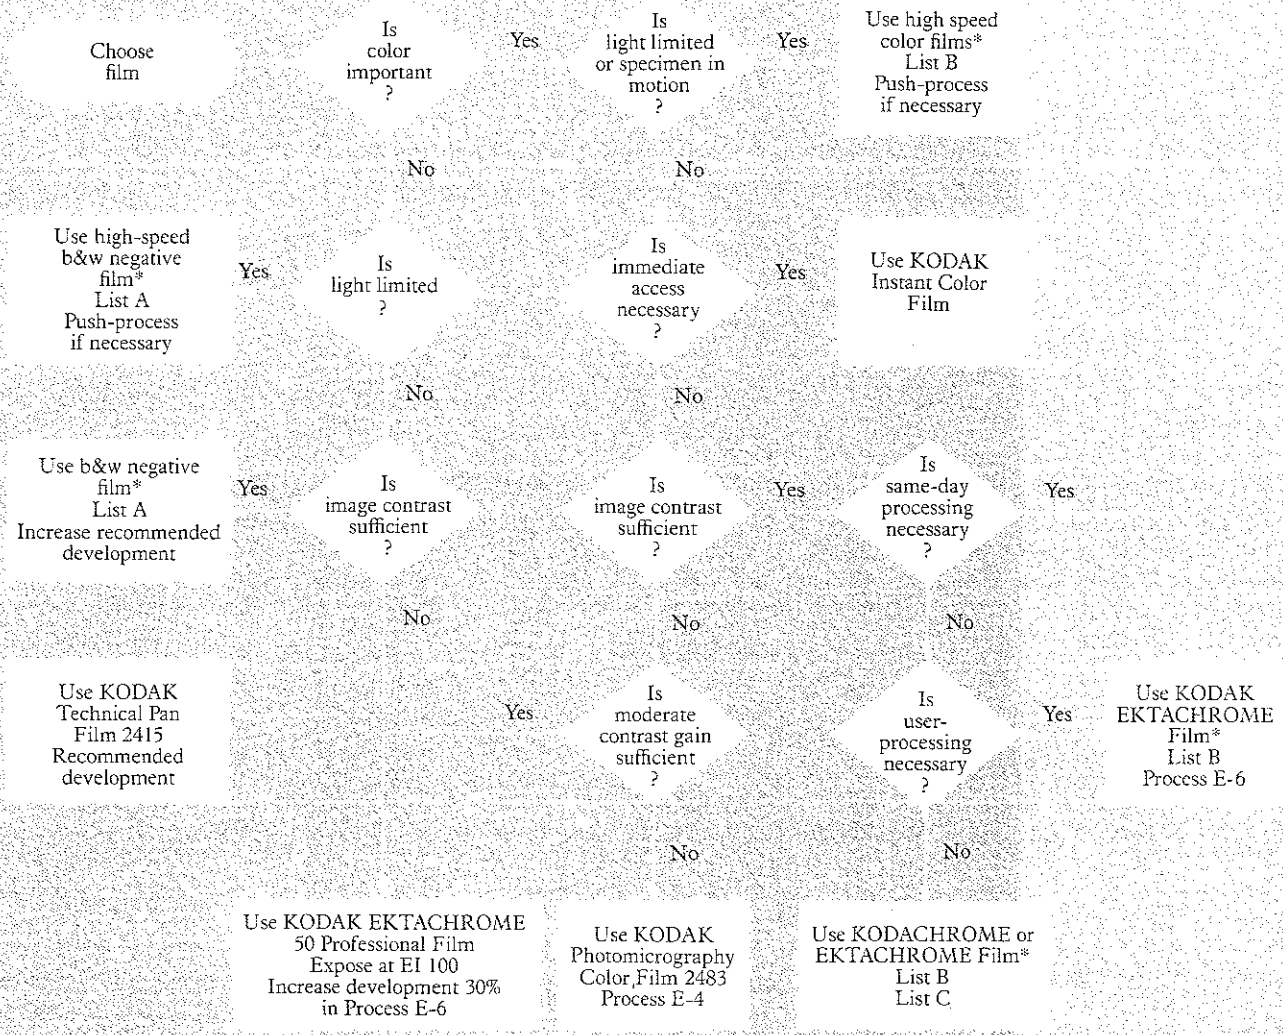 Choose
film
Is
color
important
?
Yes
Is
light limited
or specimen in
motion
?
Yes
Use high speed
color films*
List B
Push-process
if necessary
No
No
Use high-speed
b&w negative
film*
List A
Push-process
if necessary
Yes
Is
light limited
?
Is
immediate
access
necessary
?
Yes
Use KODAK
Instant Color
Film
No
No
Use b&w negative
film*
List A
Increase recommended
development
Yes
Is
image contrast
sufficient
?
Is
image contrast
sufficient
?
Yes
Is
same-day
processing
necessary
?
Yes
No
No
No
Use KODAK
Technical Pan
Film 2415
Recommended
development
Yes
Is
moderate
contrast gain
sufficient
?
Is
user-
processing
necessary
?
Yes
Use KODAK
EKTACHROME
Film*
List B
Process E-6
No
No
Use KODAK EKTACHROME
50 Professional Film
Expose at EI 100
Increase development 30%
in Process E-6
Use KODAK
Photomicrography
Color Film 2483
Process E-4
Use KODACHROME or
EKTACHROME Film*
List B
List C